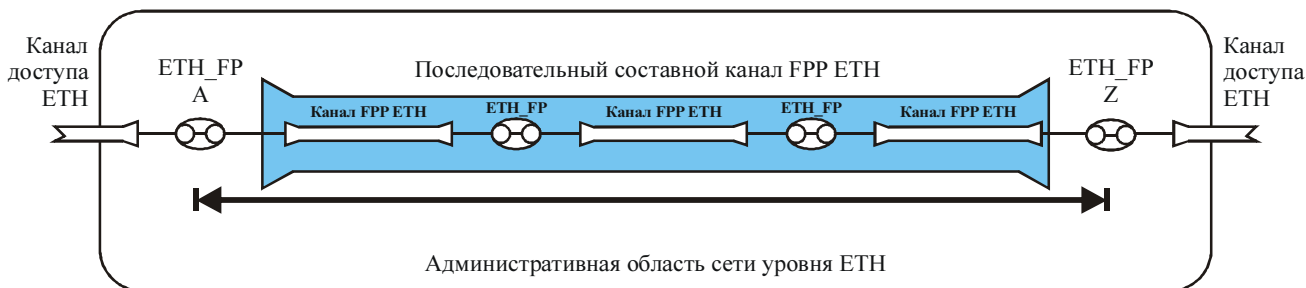 Канал
доступа
ETH
ETH_FP
A
Последовательный составной канал FPP ETH
ETH_FP
Z
Канал
доступа
ETH
Канал FPP ETH
ETH_FP
Канал FPP ETH
ETH_FP
Канал FPP ETH
Административная область сети уровня ETH